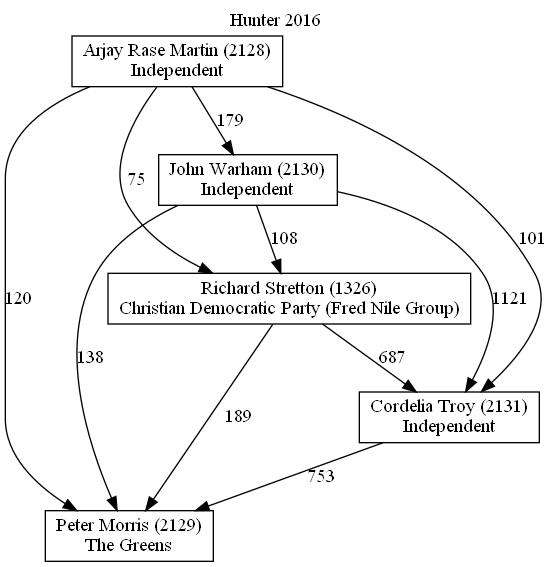 Hunter 2016
Arjay Rase Martin (2128)
Independent
179
John Warham (2130)
Independent
75
108
101
120
Richard Stretton (1326)
Christian Democratic Party (Fred Nile Group)
1121
138
687
189
Cordelia Troy (2131)
Independent
753
Peter Morris (2129)
The Greens